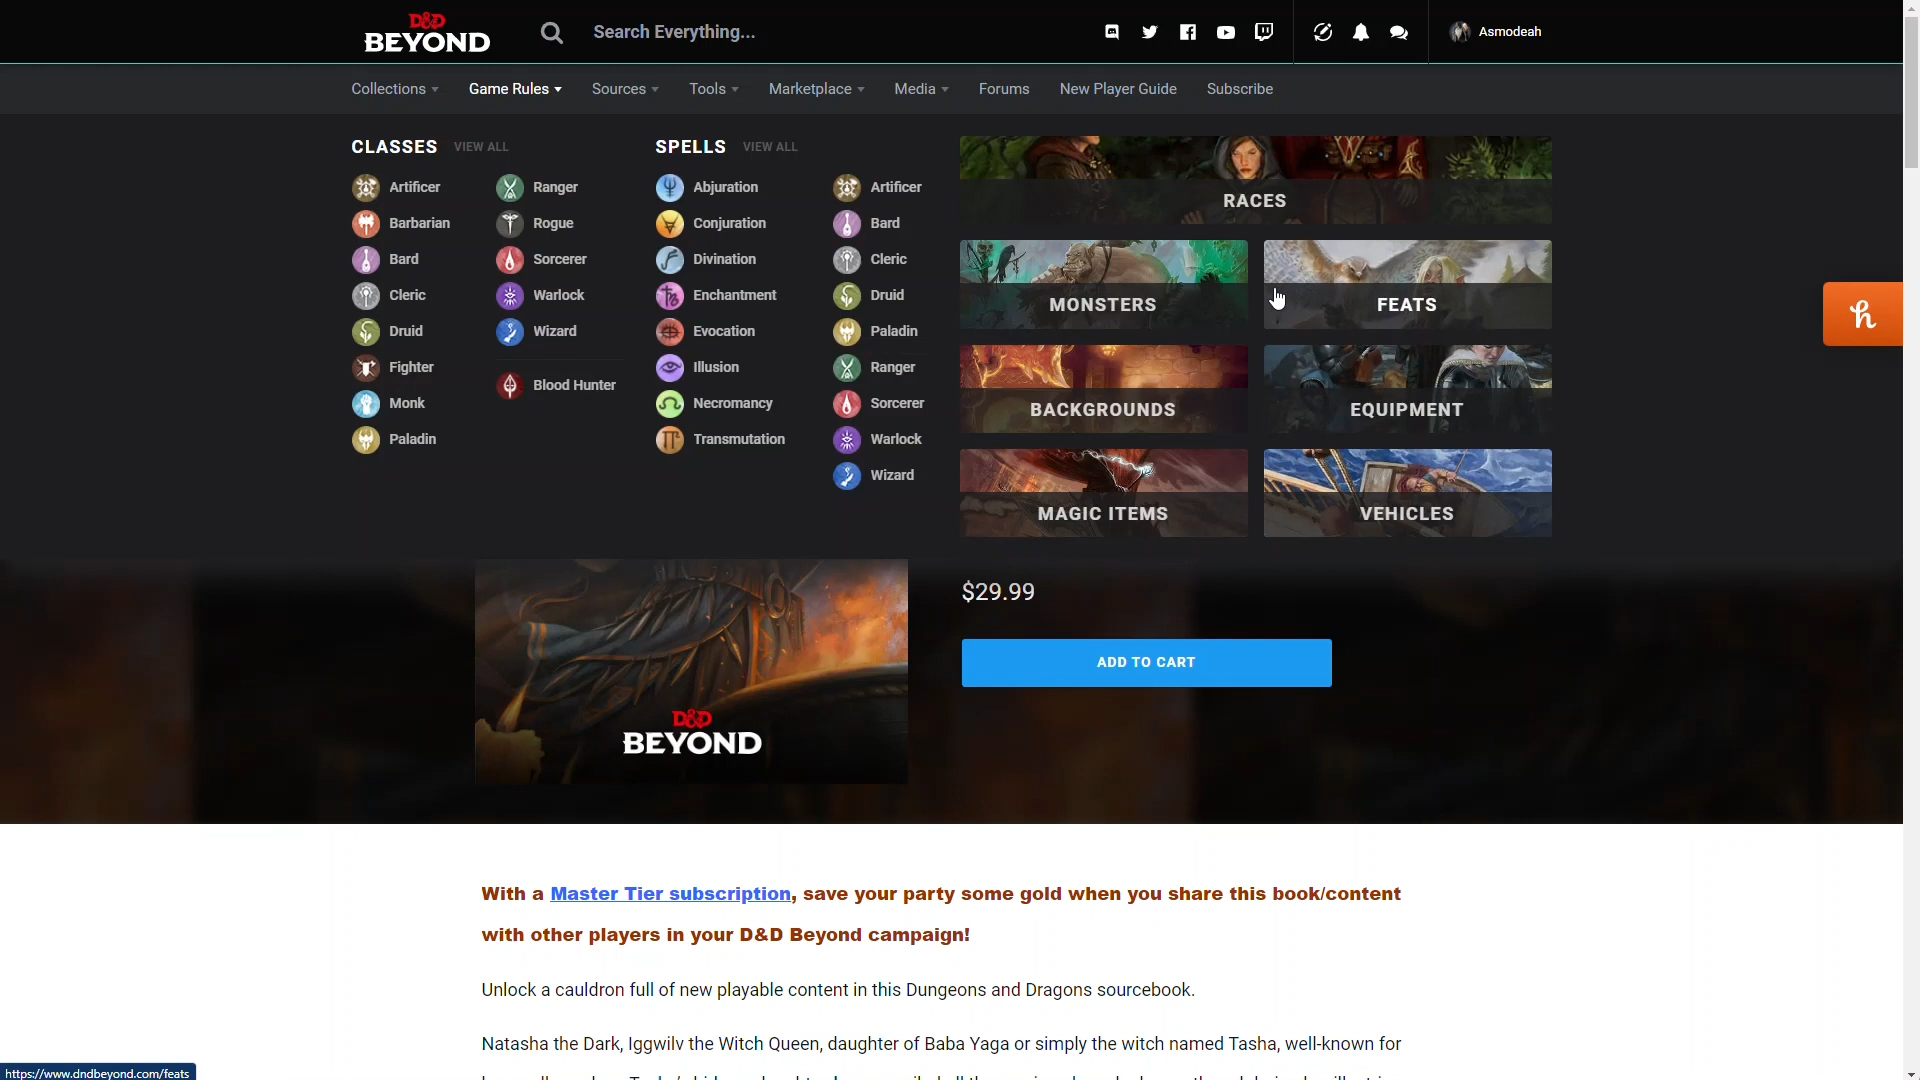 D&D
BEYOND
Search Everything...
Asmodeah
Collections
Game Rules
Sources
Tools
Marketplace
Media
Forums
New Player Guide
Subscribe
CLASSES VIEW ALL
Artificer
Barbarian
Bard
Cleric
Druid
Fighter
Monk
Paladin
Ranger
Rogue
Sorcerer
Warlock
Wizard
Blood Hunter
SPELLS VIEW ALL
Abjuration
Conjuration
Divination
Enchantment
Evocation
Illusion
Necromancy
Transmutation
Artificer
Bard
Cleric
Druid
Paladin
Ranger
Sorcerer
Warlock
Wizard
RACES
MONSTERS
FEATS
BACKGROUNDS
EQUIPMENT
MAGIC ITEMS
VEHICLES
D&D
BEYOND
$29.99
ADD TO CART
With a Master Tier subscription, save your party some gold when you share this book/content
with other players in your D&D Beyond campaign!
Unlock a cauldron full of new playable content in this Dungeons and Dragons sourcebook.
Natasha the Dark, Iggwilv the Witch Queen, daughter of Baba Yaga or simply the witch named Tasha, well-known for
https://www.dndbeyond.com/feats